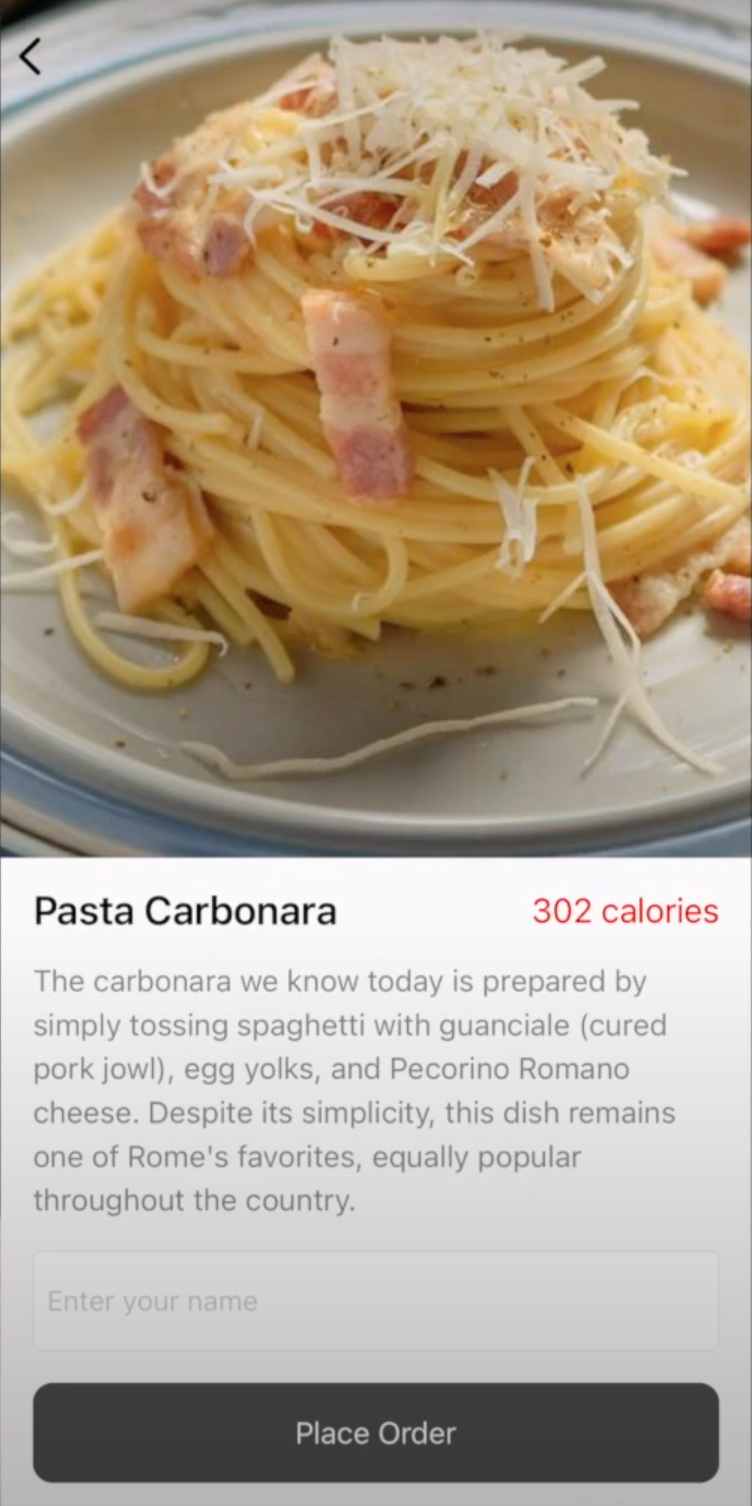 Pasta Carbonara
302 calories
The carbonara we know today is prepared by
simply tossing spaghetti with guanciale (cured
pork jowl), egg yolks, and Pecorino Romano
cheese. Despite its simplicity, this dish remains
one of Rome's favorites, equally popular
throughout the country.
Enter your name
Place Order